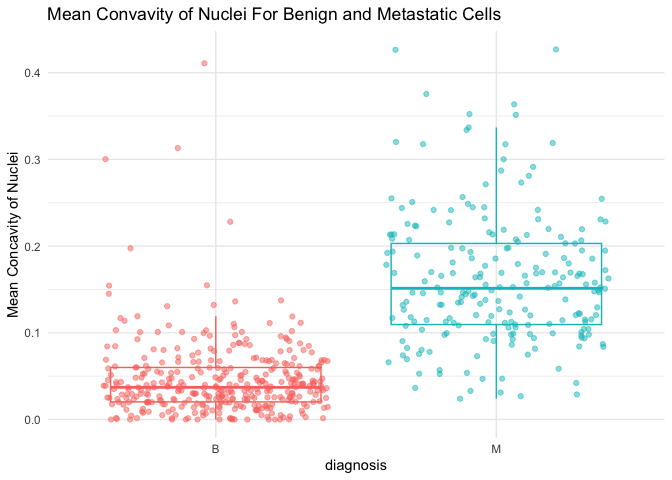 Mean Convavity of Nuclei For Benign and Metastatic Cells
Mean Concavity of Nuclei
0.4
0.3
0.2
0.1
0.0
B
M
diagnosis